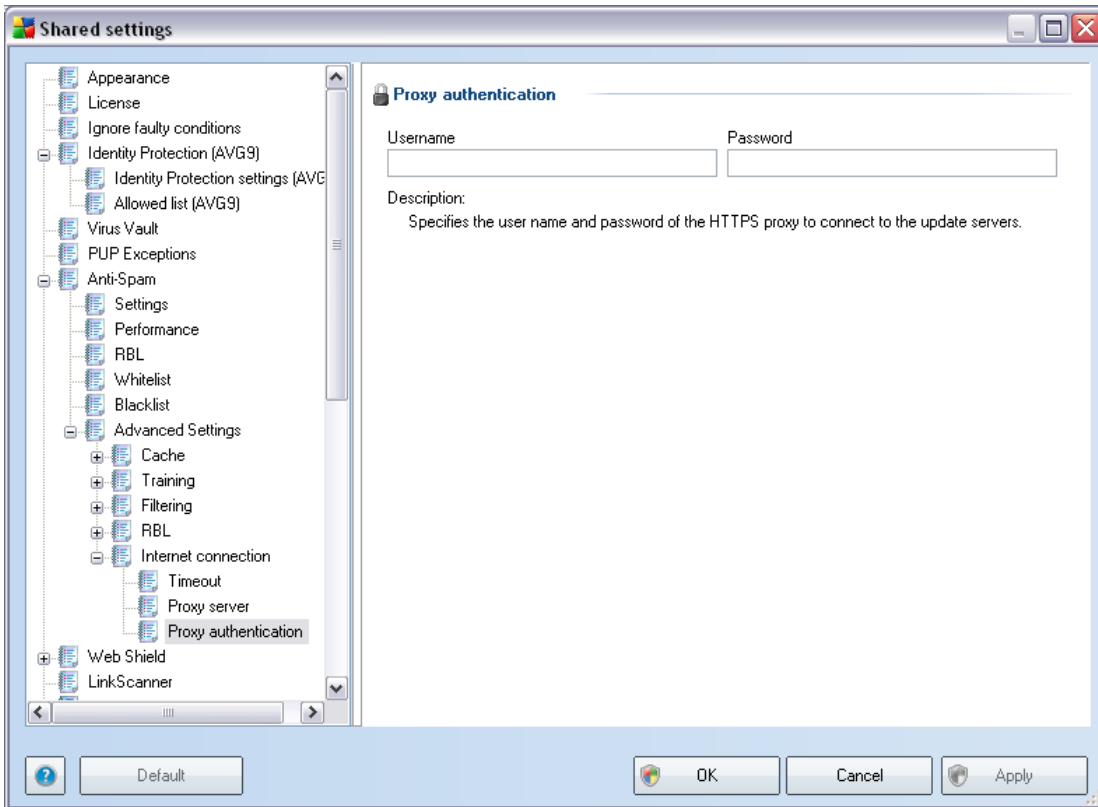 Shared settings
Appearance
License
Ignore faulty conditions
Identity Protection (AVG9)
Identity Protection settings (AVG
Allowed list (AVG9)
Virus Vault
PUP Exceptions
Anti-Spam
Settings
Performance
RBL
Whitelist
Blacklist
Advanced Settings
Cache
Training
Filtering
RBL
Internet connection
Timeout
Proxy server
Proxy authentication
Web Shield
LinkScanner
Proxy authentication
Username Password
Description:
Specifies the user name and password of the HTTPS proxy to connect to the update servers.
? Default OK Cancel Apply